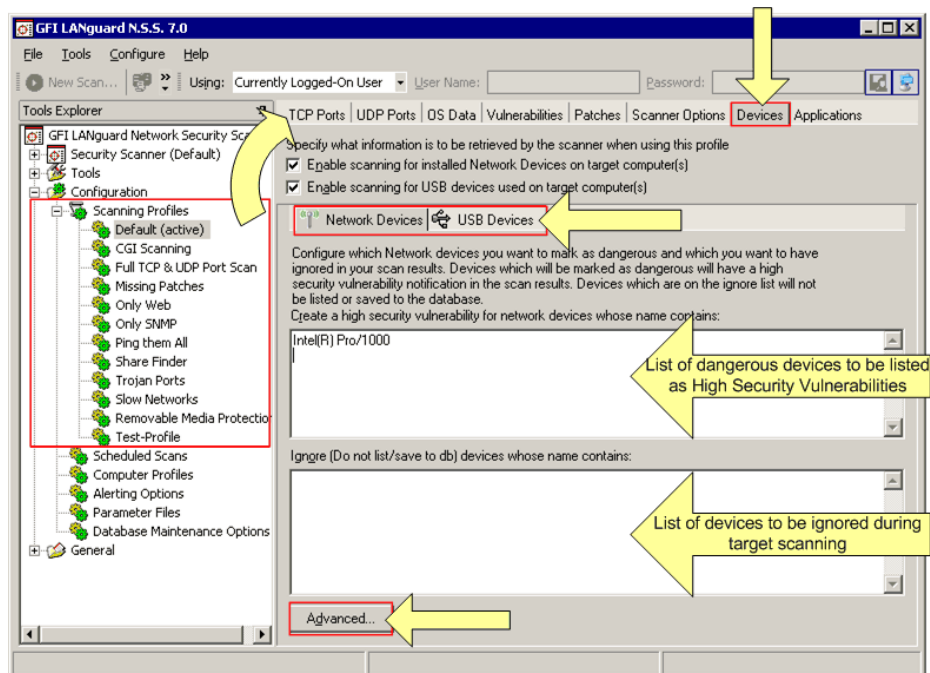 GFI LANguard N.S.S. 7.0
File Tools Configure Help
New Scan... Using: Currently Logged-On User User Name: Password:
Tools Explorer
GFI LANguard Network Security Sca
Security Scanner (Default)
Tools
Configuration
Scanning Profiles
Default (active)
CGI Scanning
Full TCP & UDP Port Scan
Missing Patches
Only Web
Only SNMP
Ping them All
Share Finder
Trojan Ports
Slow Networks
Removable Media Protection
Test-Profile
Scheduled Scans
Computer Profiles
Alerting Options
Parameter Files
Database Maintenance Options
General
TCP Ports UDP Ports OS Data Vulnerabilities Patches Scanner Options Devices Applications
Specify what information is to be retrieved by the scanner when using this profile
Enable scanning for installed Network Devices on target computer(s)
Enable scanning for USB devices used on target computer(s)
Network Devices USB Devices
Configure which Network devices you want to mark as dangerous and which you want to have
ignored in your scan results. Devices which will be marked as dangerous will have a high
security vulnerability notification in the scan results. Devices which are on the ignore list will not
be listed or saved to the database.
Create a high security vulnerability for network devices whose name contains:
Intel(R) Pro/1000
List of dangerous devices to be listed
as High Security Vulnerabilities
Ignore (Do not list/save to db) devices whose name contains:
List of devices to be ignored during
target scanning
Advanced...